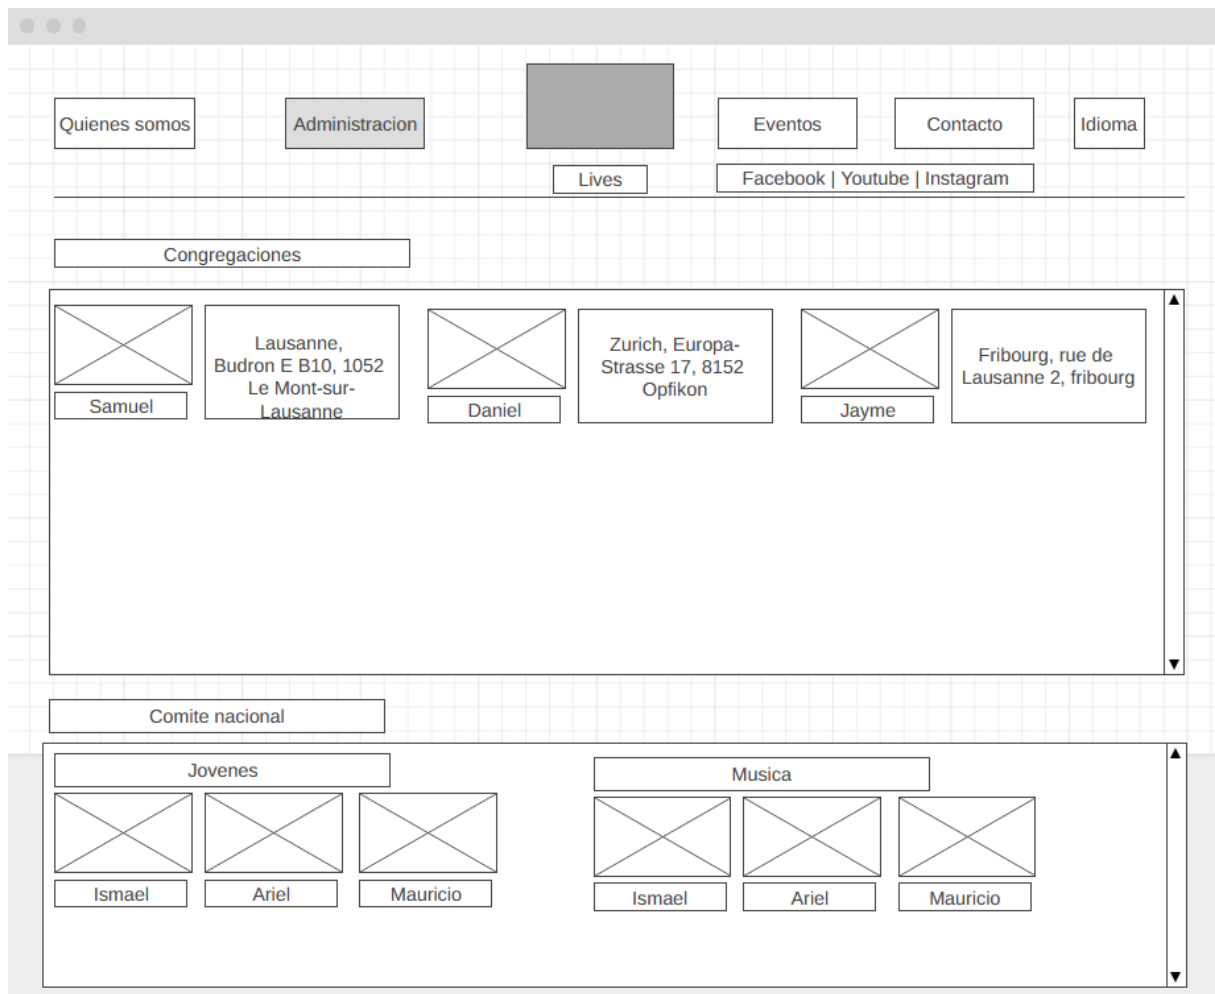 Quienes somos
Administracion
Eventos
Contacto
Idioma
Lives
Facebook | Youtube | Instagram
Congregaciones
Lausanne,
Budron E B10, 1052
Le Mont-sur-
Lausanne
Samuel
Zurich, Europa-
Strasse 17, 8152
Opfikon
Daniel
Fribourg, rue de
Lausanne 2, fribourg
Jayme
Comite nacional
Jovenes
Ismael
Ariel
Mauricio
Musica
Ismael
Ariel
Mauricio